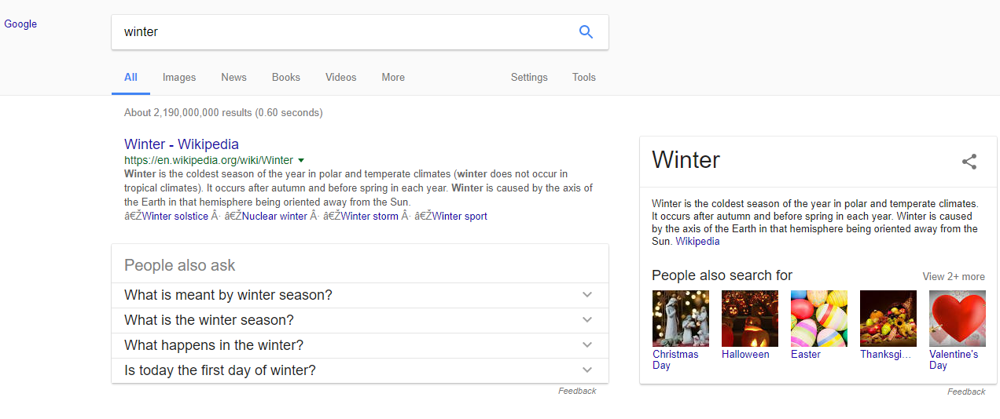 Google
winter
All Images News Books Videos More Settings Tools
About 2,190,000,000 results (0.60 seconds)
Winter - Wikipedia
https://en.wikipedia.org/wiki/Winter
Winter is the coldest season of the year in polar and temperate climates (winter does not occur in
tropical climates). It occurs after autumn and before spring in each year. Winter is caused by the axis of
the Earth in that hemisphere being oriented away from the Sun.
â€ŽWinter solstice Â· â€ŽNuclear winter Â· â€ŽWinter storm Â· â€ŽWinter sport
People also ask
What is meant by winter season?
What is the winter season?
What happens in the winter?
Is today the first day of winter?
Feedback
Winter
Winter is the coldest season of the year in polar and temperate climates.
It occurs after autumn and before spring in each year. Winter is caused
by the axis of the Earth in that hemisphere being oriented away from the
Sun. Wikipedia
People also search for View 2+ more
Christmas Day
Halloween
Easter
Thanksgi...
Valentine's Day
Feedback